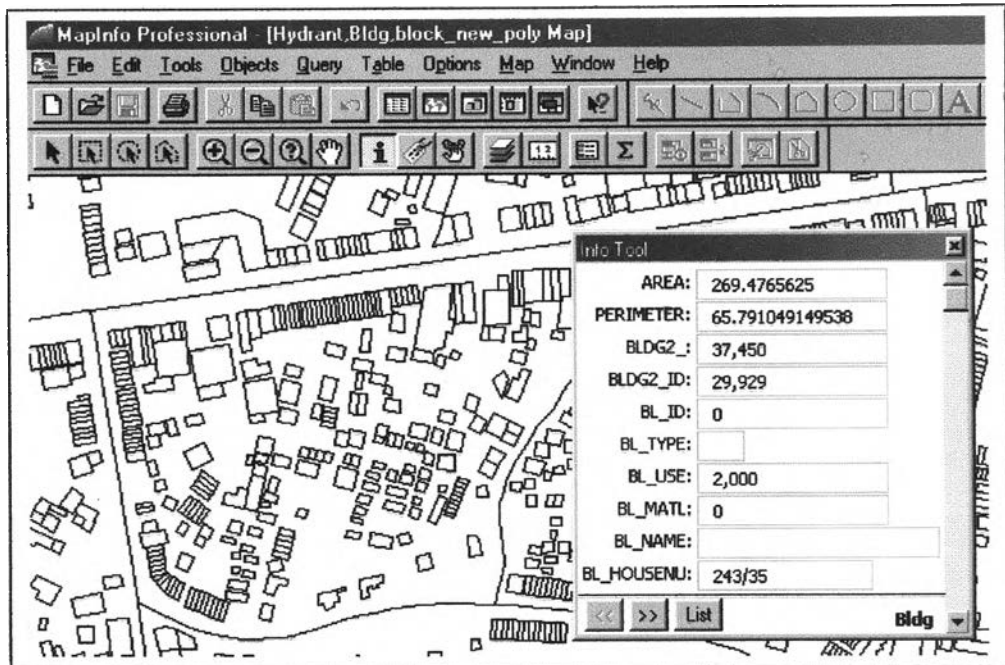 MapInfo Professional - [Hydrant,Bldg,block_new_poly Map]
File Edit Tools Objects Query Table Options Map Window Help
A
i Σ
Info Tool
AREA: 269.4765625
PERIMETER: 65.791049149538
BLDG2_: 37,450
BLDG2_ID: 29,929
BL_ID: 0
BL_TYPE:
BL_USE: 2,000
BL_MATL: 0
BL_NAME:
BL_HOUSENU: 243/35
<< >> List Bldg